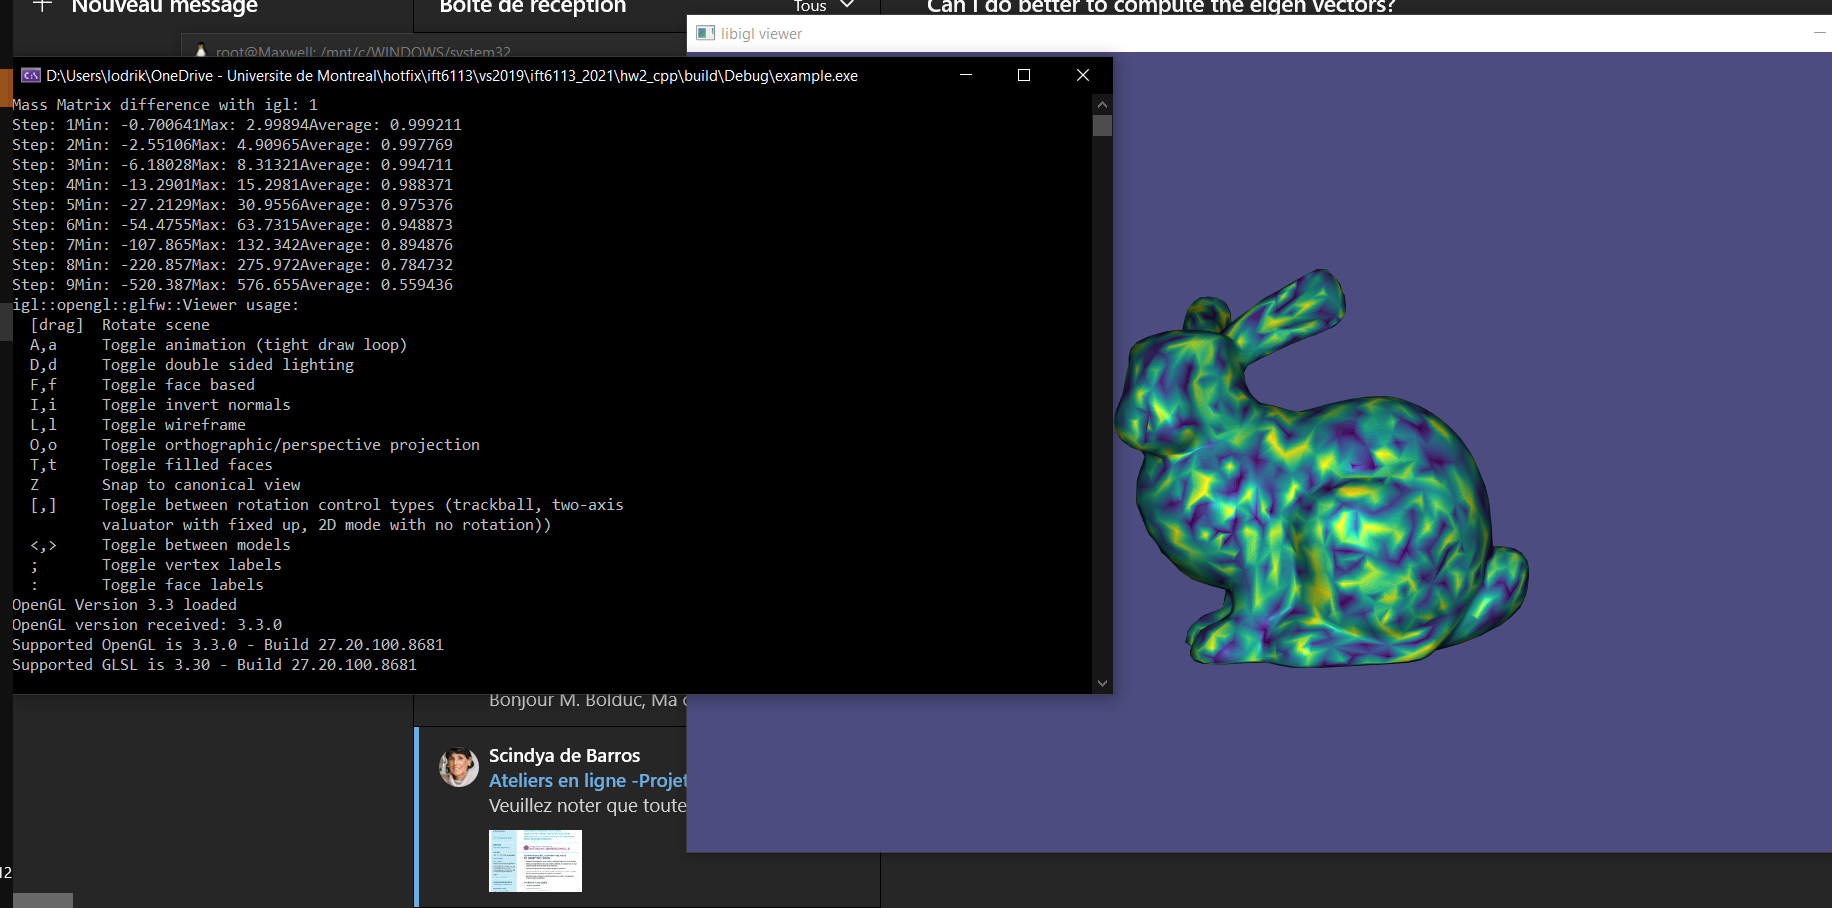 Nouveau message
Boîte de réception
Tous
Can I do better to compute the eigen vectors?
root@Maxwell: /mnt/c/WINDOWS/system32
libigl viewer
D:\Users\lodrik\OneDrive - Universite de Montreal\hotfix\ift6113\vs2019\ift6113_2021\hw2_cpp\build\Debug\example.exe
Mass Matrix difference with igl: 1
Step: 1Min: -0.700641Max: 2.99894Average: 0.999211
Step: 2Min: -2.55106Max: 4.90965Average: 0.997769
Step: 3Min: -6.18028Max: 8.31321Average: 0.994711
Step: 4Min: -13.2901Max: 15.2981Average: 0.988371
Step: 5Min: -27.2129Max: 30.9556Average: 0.975376
Step: 6Min: -54.4755Max: 63.7315Average: 0.948873
Step: 7Min: -107.865Max: 132.342Average: 0.894876
Step: 8Min: -220.857Max: 275.972Average: 0.784732
Step: 9Min: -520.387Max: 576.655Average: 0.559436
igl::opengl::glfw::Viewer usage:
[drag]  Rotate scene
A,a     Toggle animation (tight draw loop)
D,d     Toggle double sided lighting
F,f     Toggle face based
I,i     Toggle invert normals
L,l     Toggle wireframe
O,o     Toggle orthographic/perspective projection
T,t     Toggle filled faces
Z       Snap to canonical view
[,]     Toggle between rotation control types (trackball, two-axis
valuator with fixed up, 2D mode with no rotation))
<,>     Toggle between models
;       Toggle vertex labels
:       Toggle face labels
OpenGL Version 3.3 loaded
OpenGL version received: 3.3.0
Supported OpenGL is 3.3.0 - Build 27.20.100.8681
Supported GLSL is 3.30 - Build 27.20.100.8681
Bonjour M. Bolduc, Ma
Scindya de Barros
Ateliers en ligne -Projet
Veuillez noter que toute
12